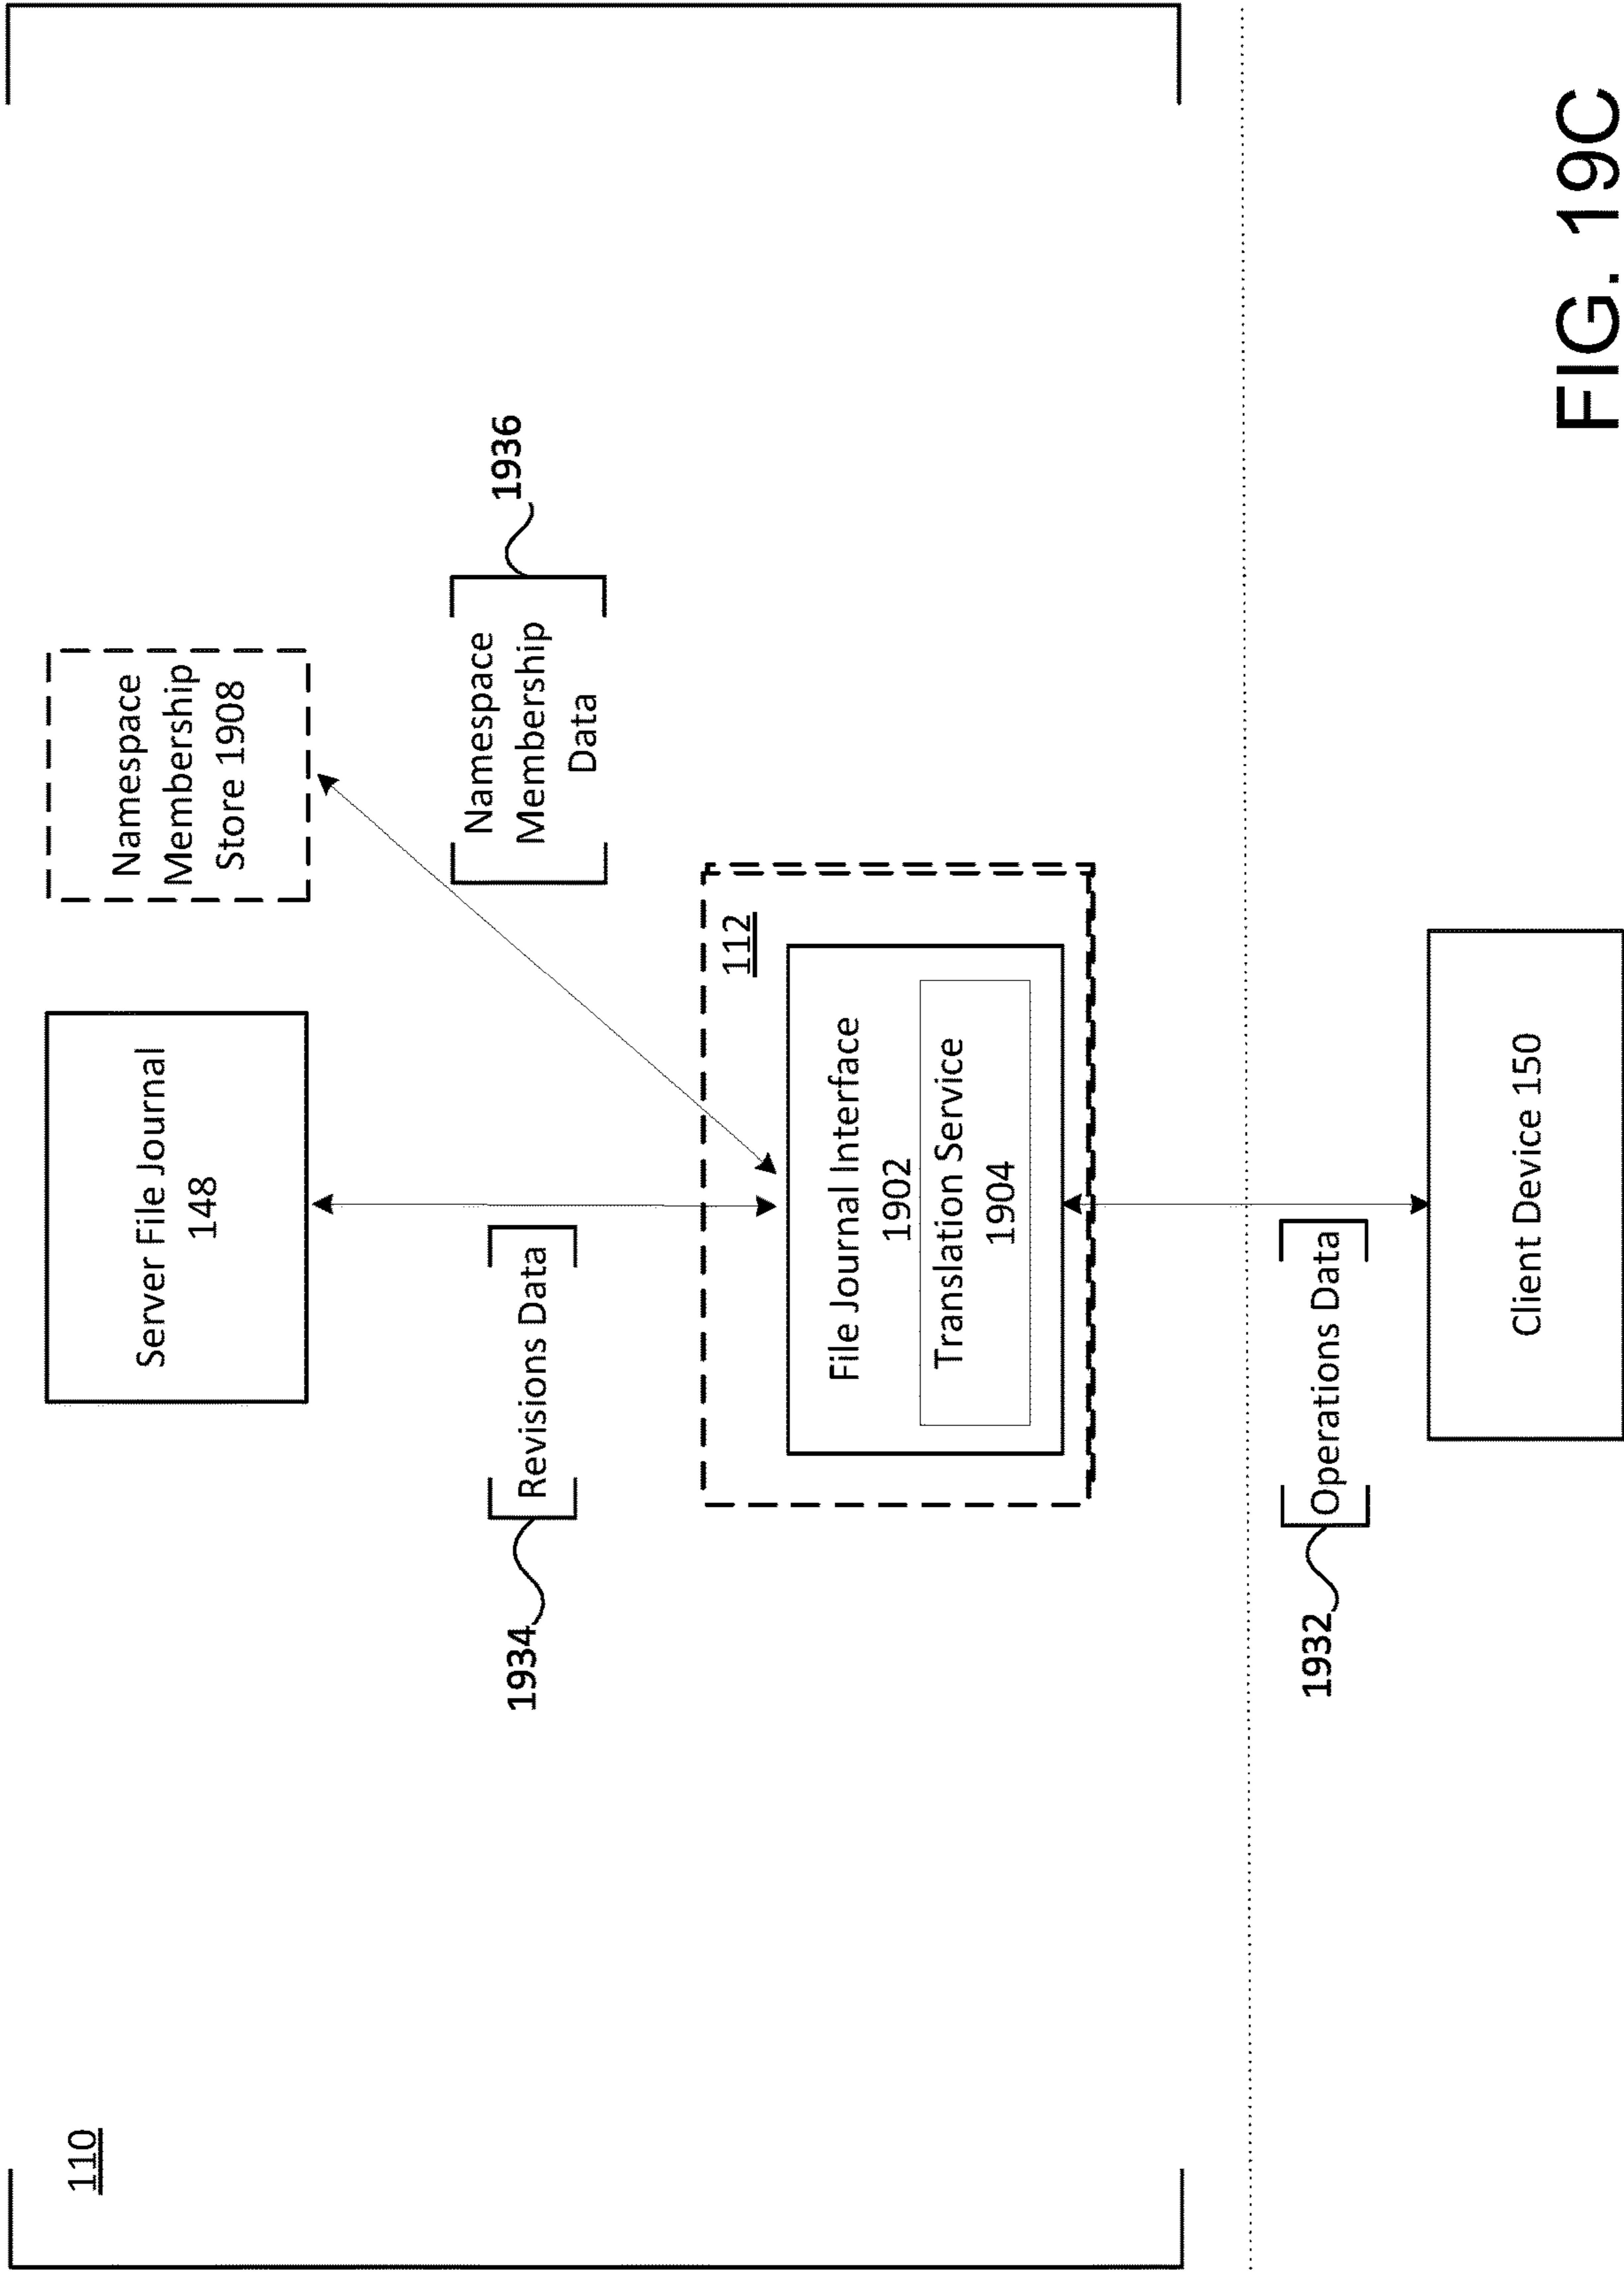 110
Server File Journal
148
Namespace
Membership
Store 1908
1934
Revisions Data
Namespace
Membership
Data
1936
112
File Journal Interface
1902
Translation Service
1904
1932
Operations Data
Client Device 150
FIG. 19C